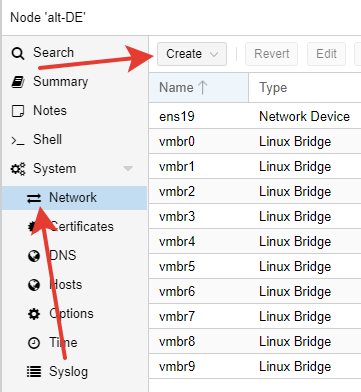 Node 'alt-DE'
Search
Summary
Notes
Shell
System
Network
Certificates
DNS
Hosts
Options
Time
Syslog
Create Revert Edit
Name Type
ens19 Network Device
vmbr0 Linux Bridge
vmbr1 Linux Bridge
vmbr2 Linux Bridge
vmbr3 Linux Bridge
vmbr4 Linux Bridge
vmbr5 Linux Bridge
vmbr6 Linux Bridge
vmbr7 Linux Bridge
vmbr8 Linux Bridge
vmbr9 Linux Bridge